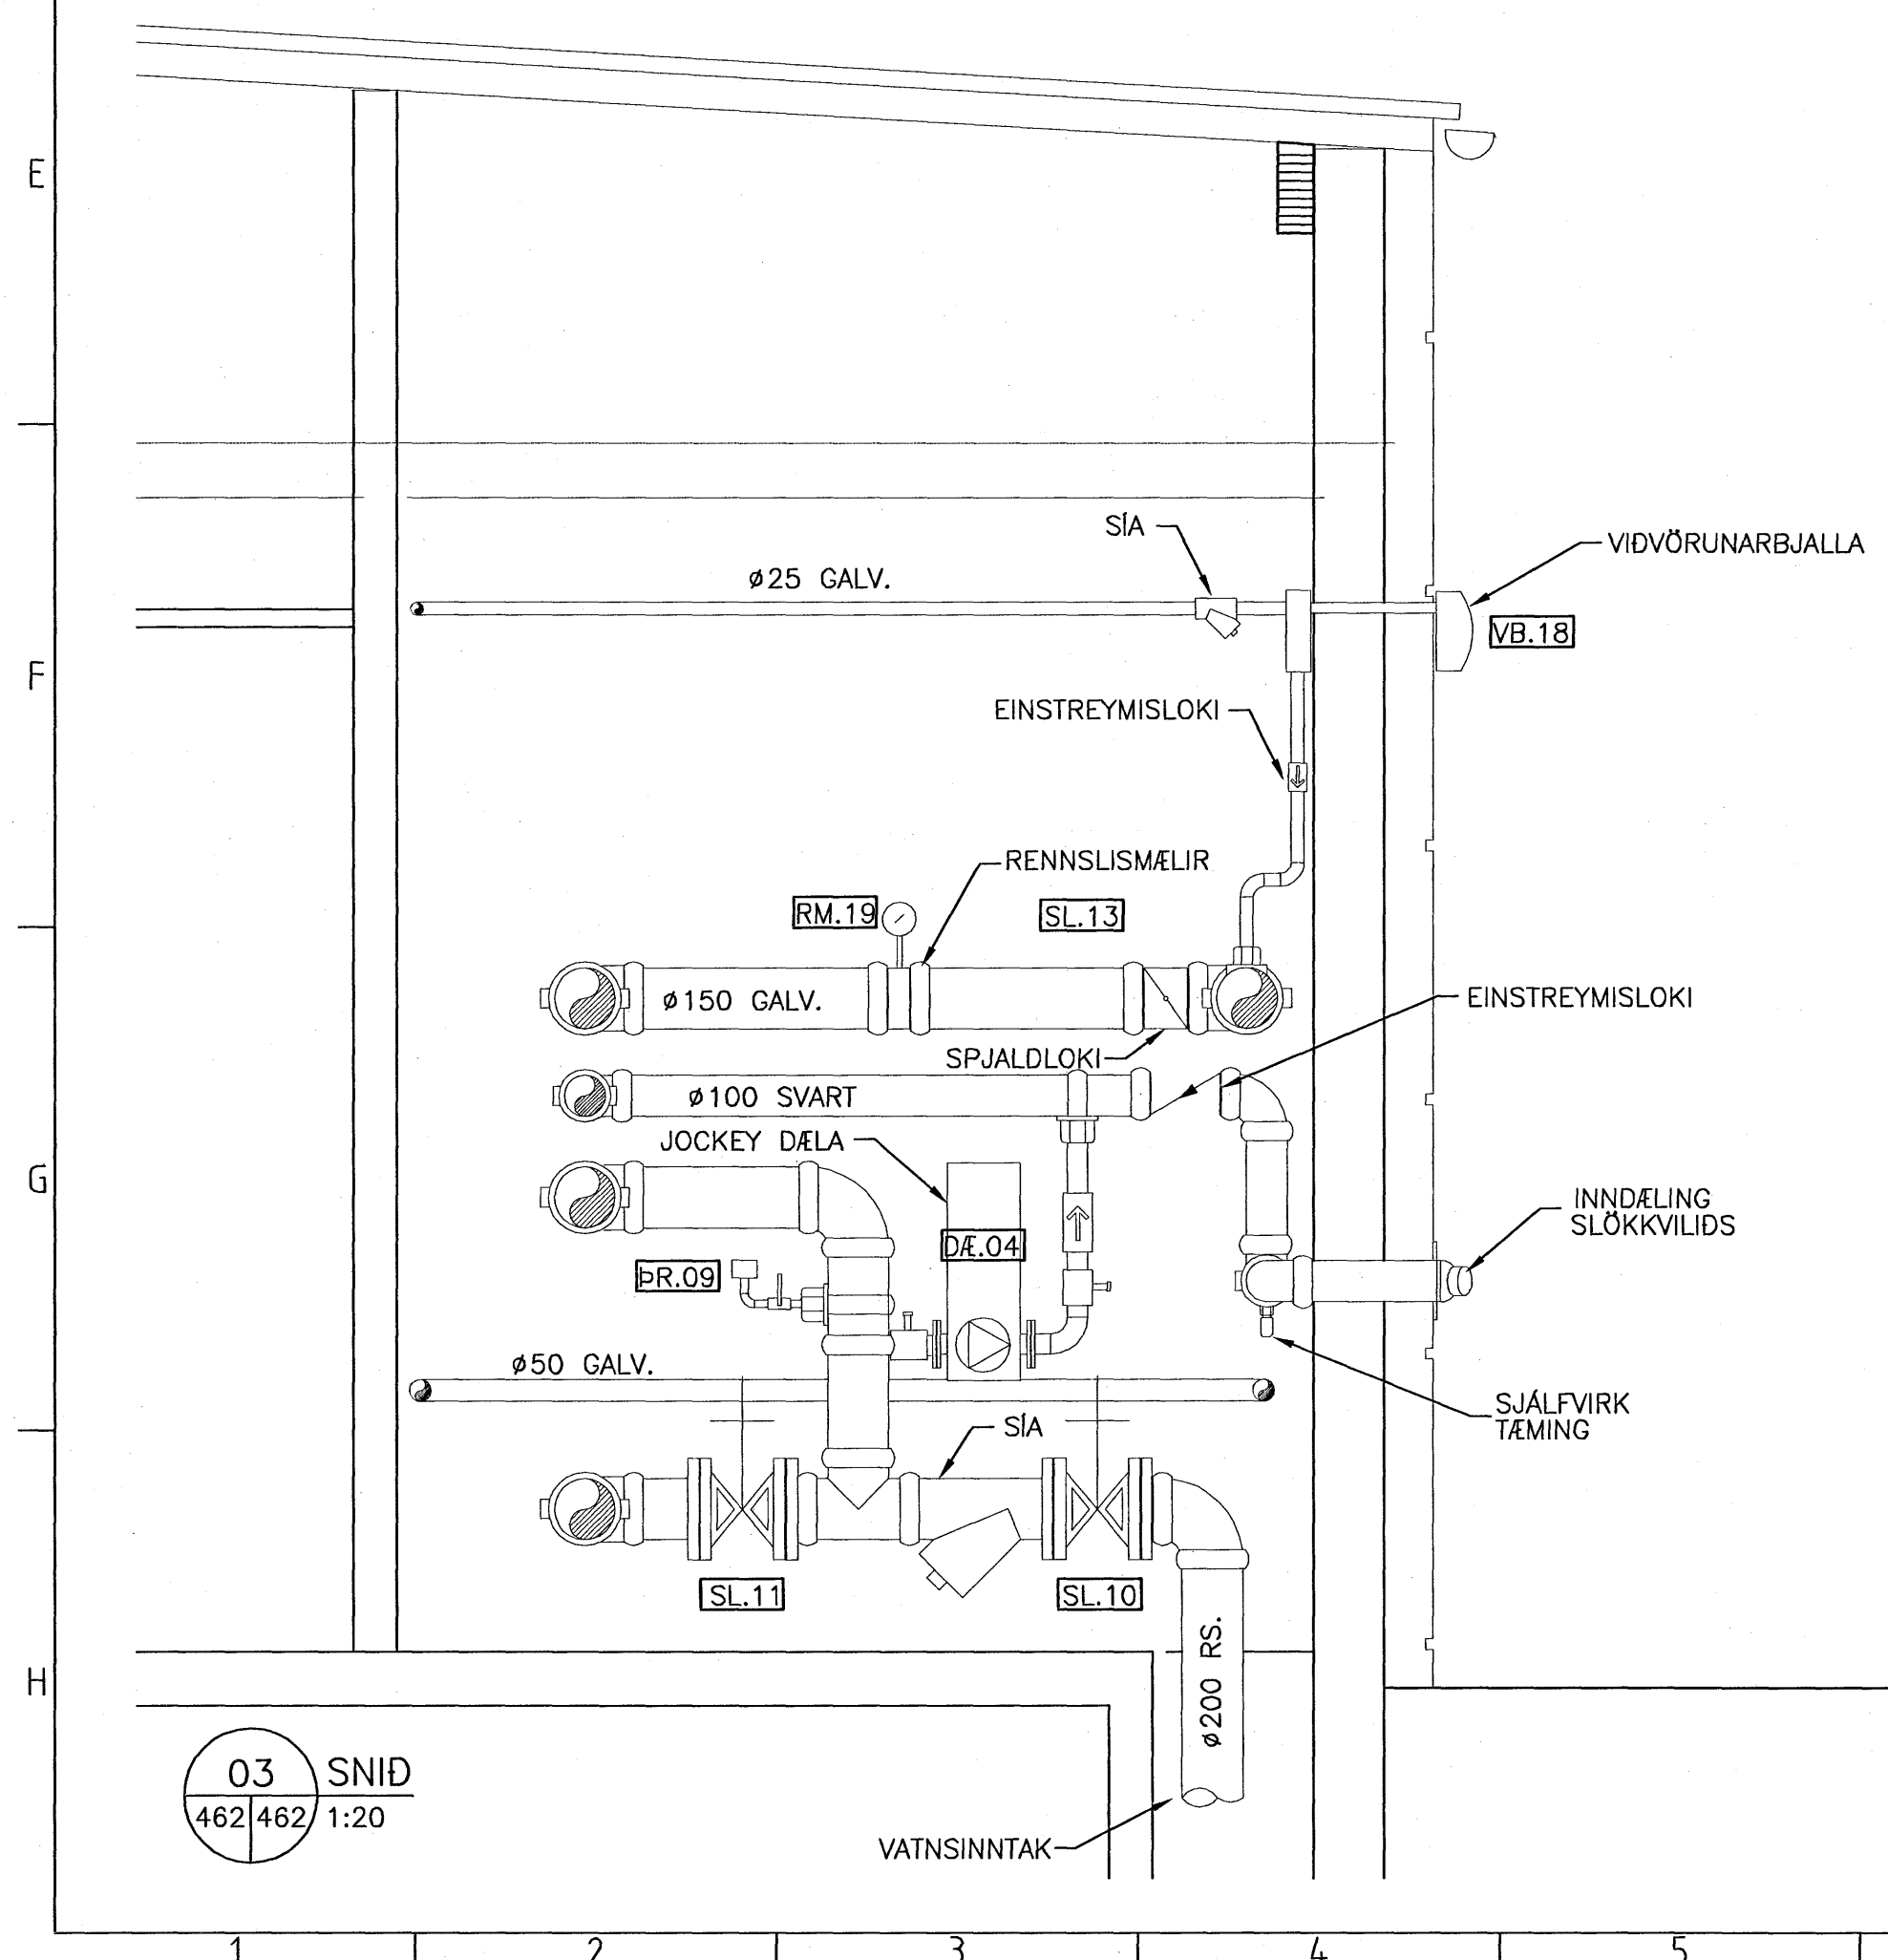 E
SÍA
VIÐVÖRUNARBJALLA
ø25 GALV.
VB.18
F
EINSTREYMISLOKI
RENNSLISMÆLIR
RM.19
SL.13
ø150 GALV.
EINSTREYMISLOKI
SPJALDLOKI
ø100 SVART
JOCKEY DÆLA
G
INNDÆLING
SLÖKKVILIÐS
DÆ.04
ÞR.09
ø50 GALV.
SJÁLFVIRK
TÆMING
SÍA
SL.11
SL.10
ø200 RS.
H
03
SNIÐ
462
462
1:20
VATNSINNTAK
1
2
3
4
5